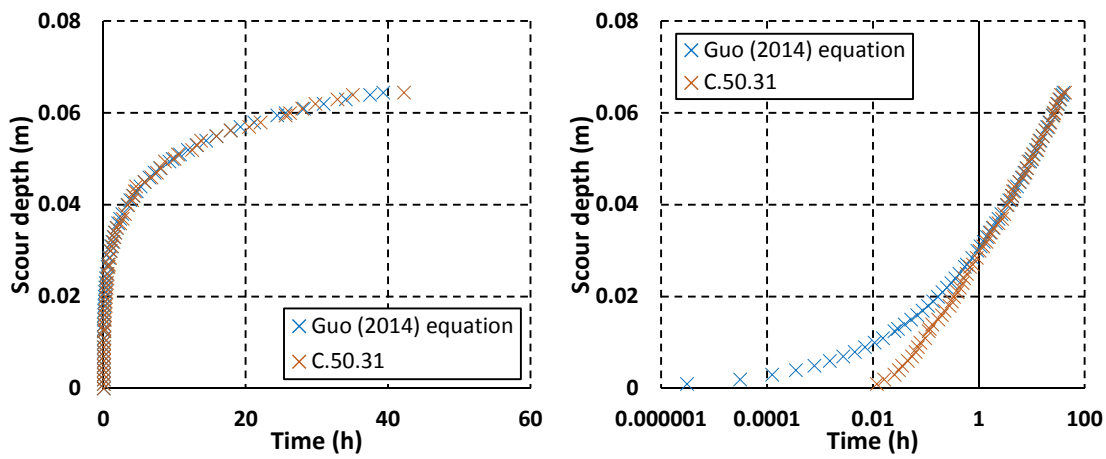 0.08
0.06
0.04
0.02
0
Scour depth (m)
0
20
40
60
Time (h)
Guo (2014) equation
C.50.31
0.08
0.06
0.04
0.02
0
Scour depth (m)
0.000001
0.0001
0.01
1
100
Time (h)
Guo (2014) equation
C.50.31